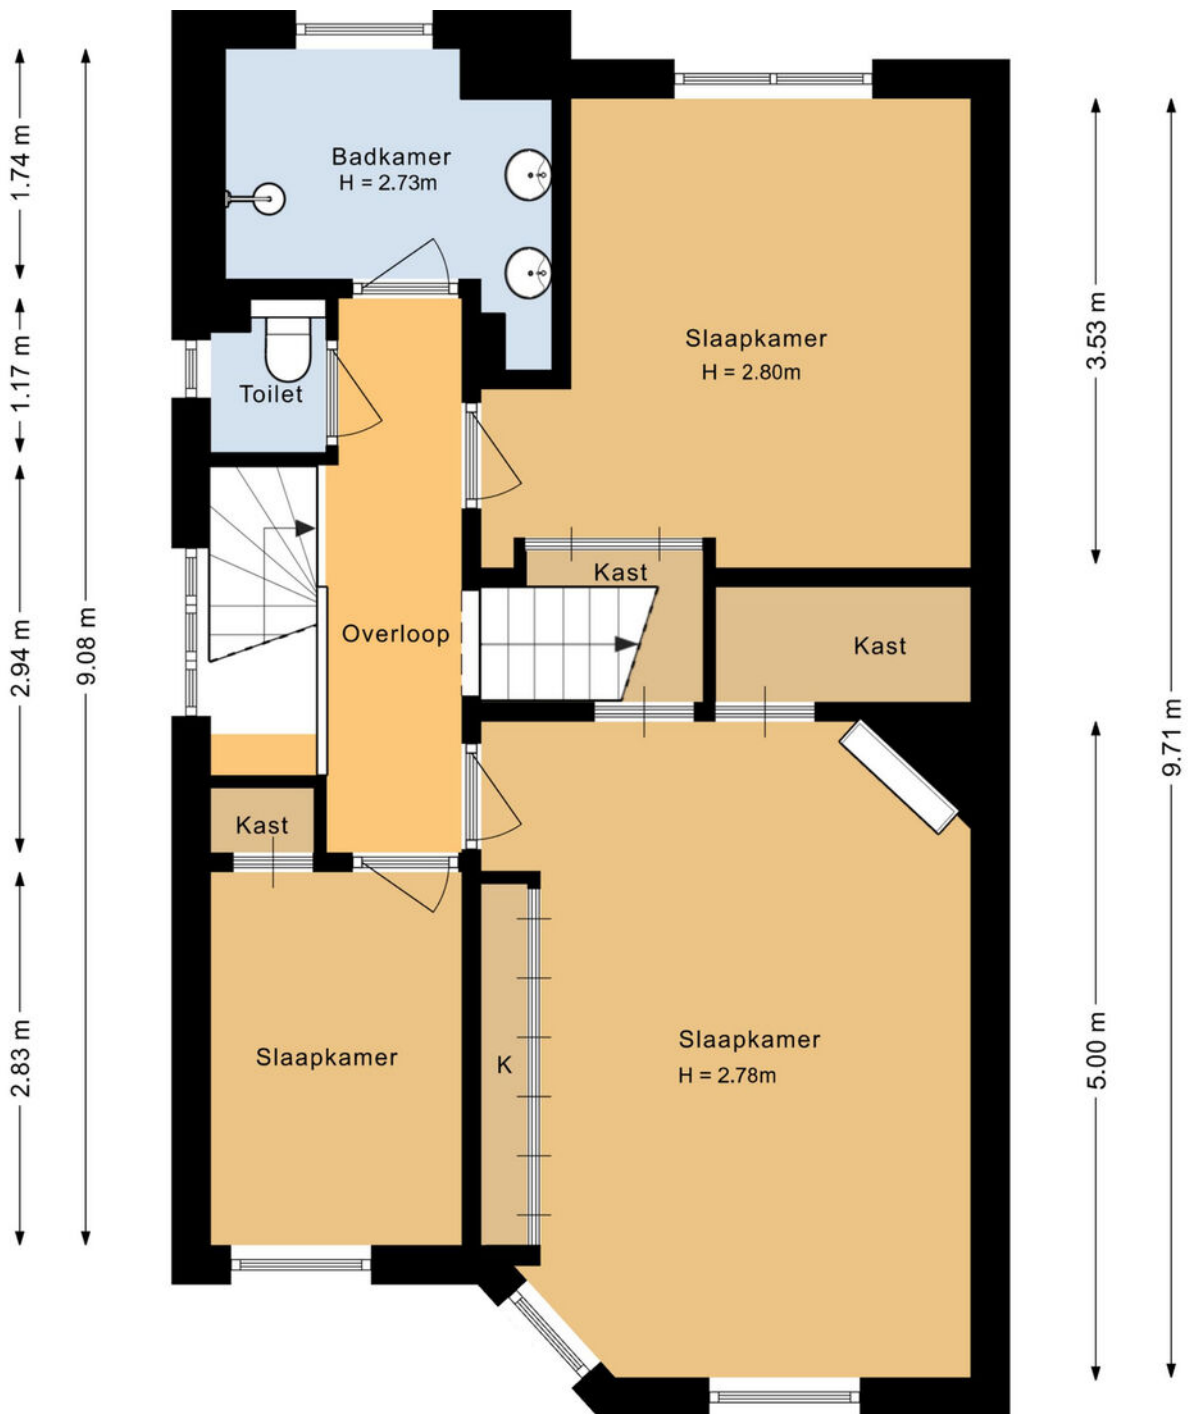 1.74 m
1.17 m
2.94 m
2.83 m
9.08 m
Badkamer
H = 2.73m
Slaapkamer
H = 2.80m
Toilet
Kast
Overloop
Kast
Kast
Slaapkamer
K
Slaapkamer
H = 2.78m
3.53 m
5.00 m
9.71 m